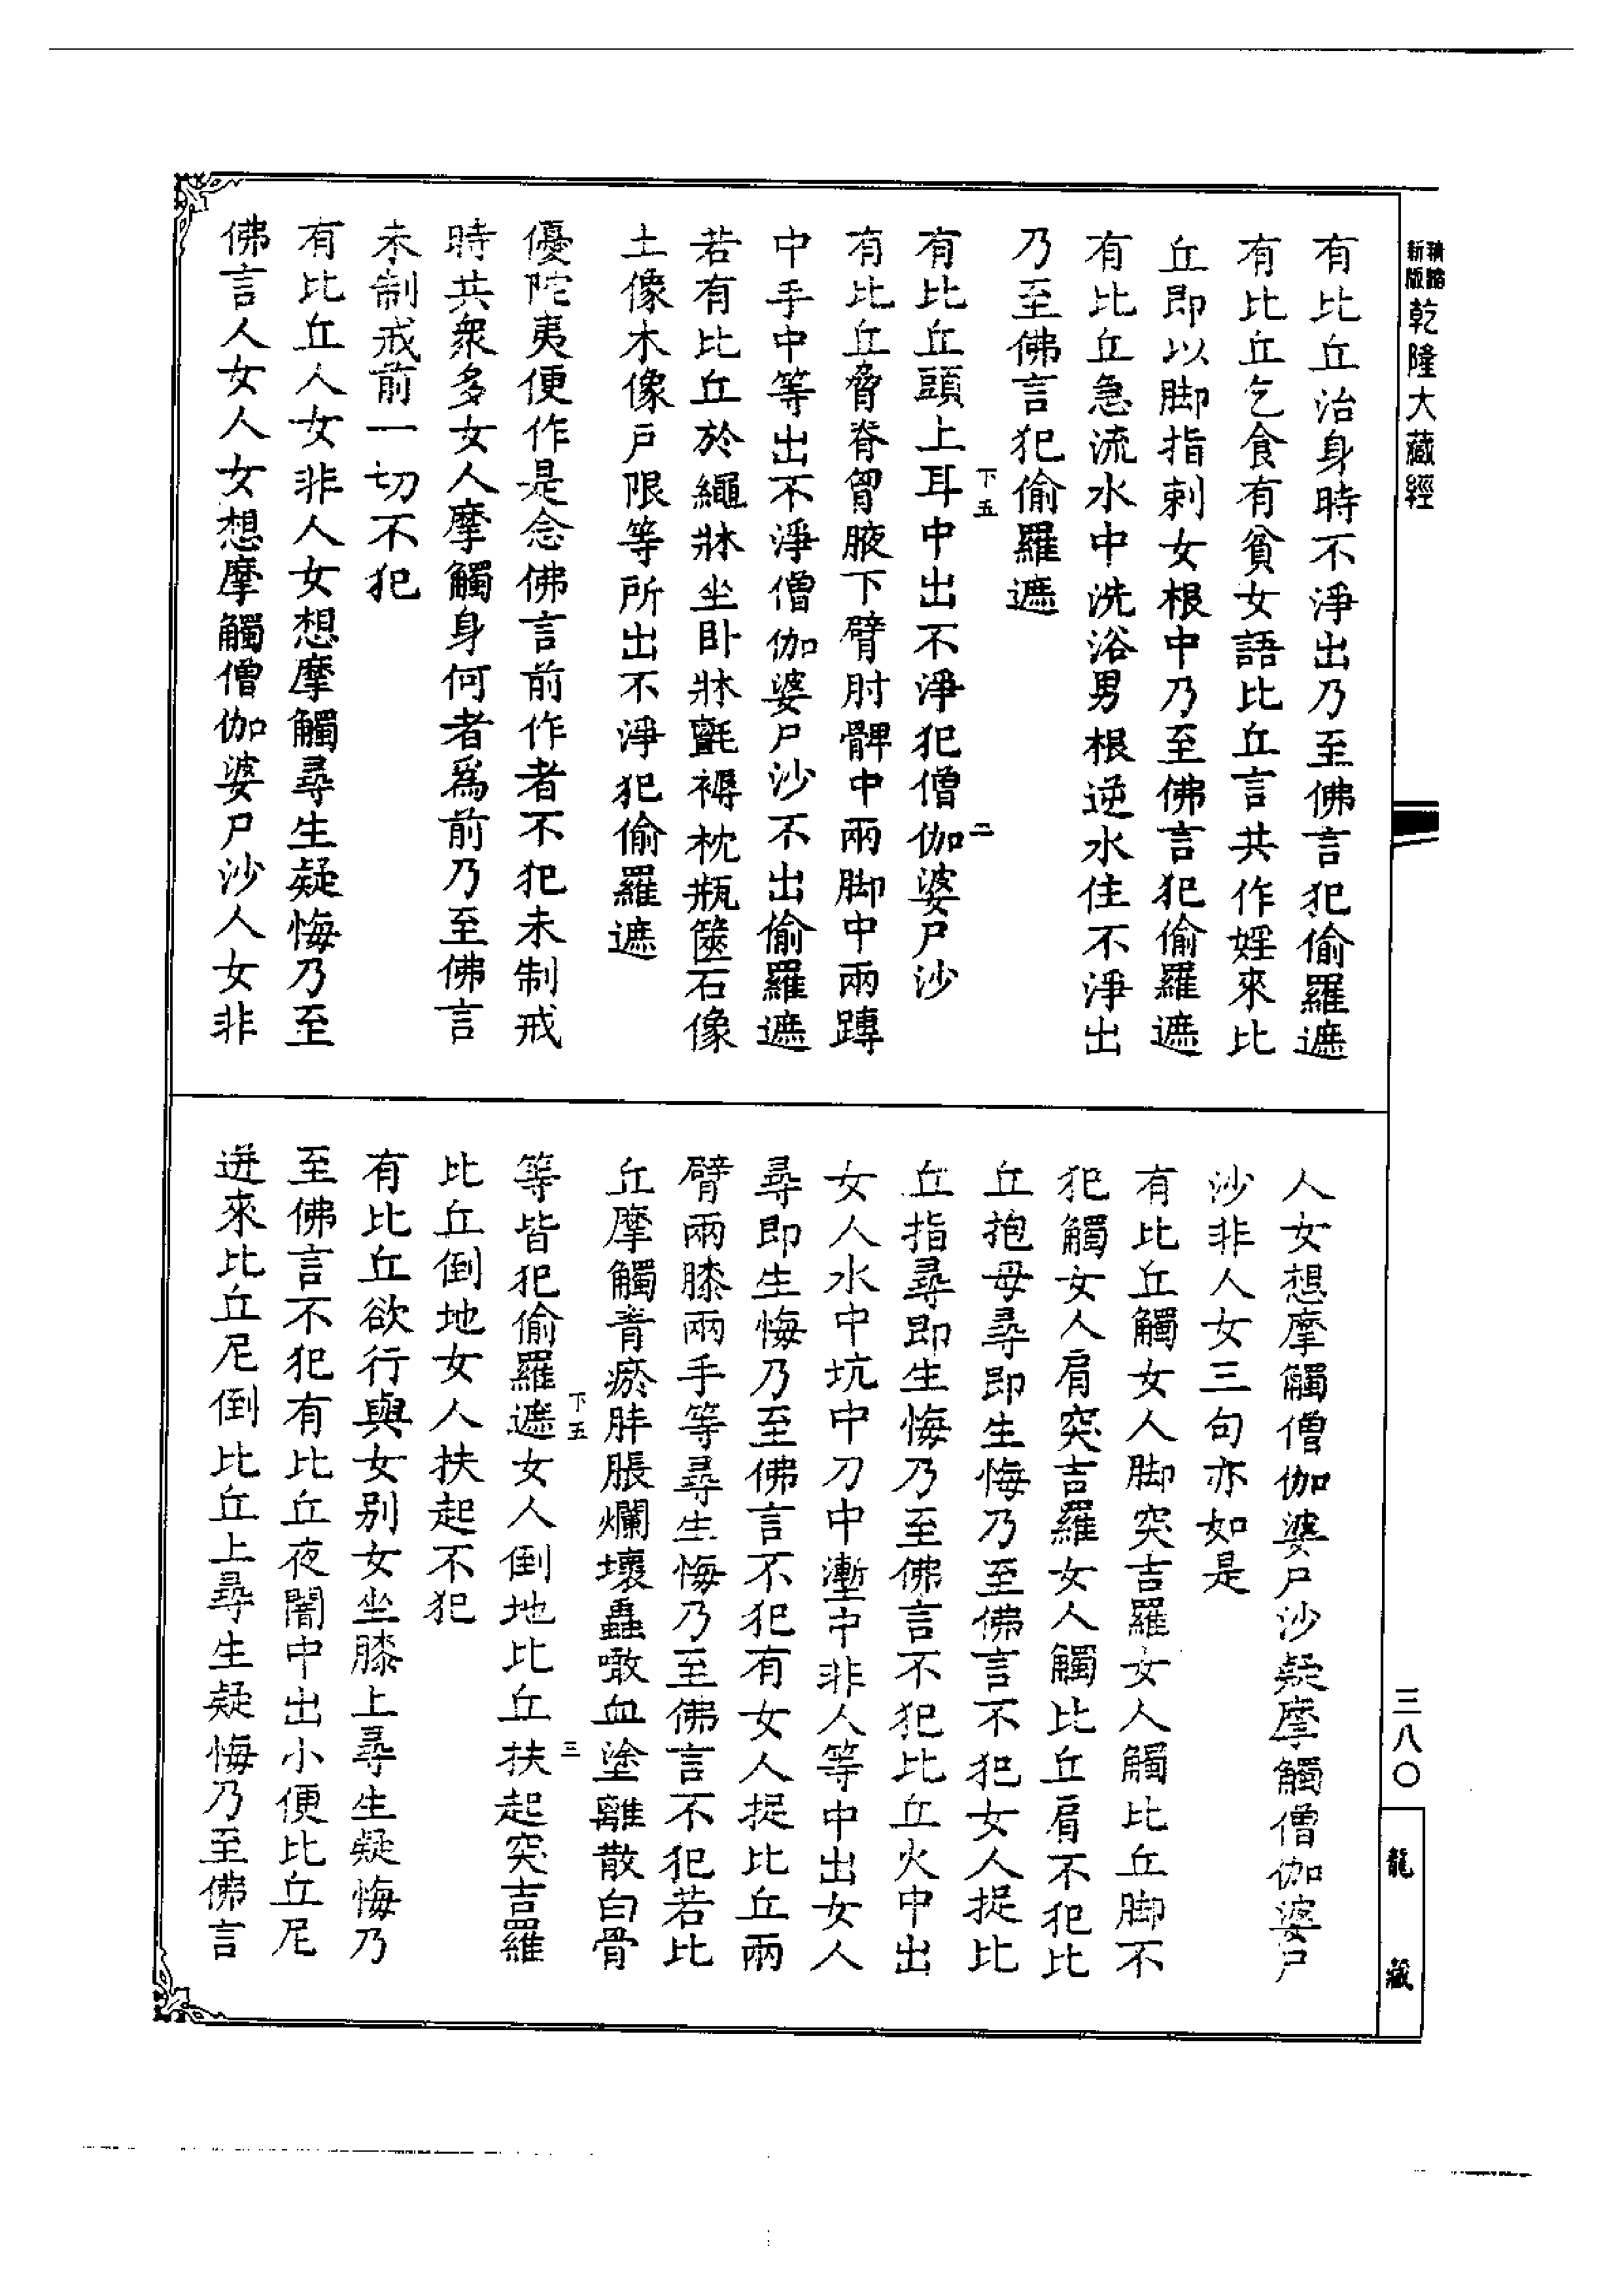 新版精縮乾隆大藏經
有比丘治身時不淨出乃至佛言犯偷羅遮
有比丘乞食有貧女語比丘言共作婬來比
丘即以脚指刺女根中乃至佛言犯偷羅遮
有比丘急流水中洗浴男根逆水住不淨出
乃至佛言犯偷羅遮
下五
二
有比丘頭上耳中出不淨犯僧伽婆尸沙
有比丘脅脊胷腋下臂肘髀中兩脚中兩𨄔
中手中等出不淨僧伽婆尸沙不出偷羅遮
若有比丘於繩牀坐卧牀氍褥枕瓶篋石像
土像木像戶限等所出不淨犯偷羅遮
優陀夷便作是念佛言前作者不犯未制戒
時共衆多女人摩觸身何者爲前乃至佛言
未制戒前一切不犯
有比丘人女非人女想摩觸尋生疑悔乃至
佛言人女人女想摩觸僧伽婆尸沙人女非
人女想摩觸僧伽婆尸沙疑摩觸僧伽婆尸
沙非人女三句亦如是
有比丘觸女人脚突吉羅女人觸比丘脚不
犯觸女人肩突吉羅女人觸比丘肩不犯比
丘抱母尋即生悔乃至佛言不犯女人捉比
丘指尋即生悔乃至佛言不犯比丘火中出
女人水中坑中刀中壍中非人等中出女人
尋即生悔乃至佛言不犯有女人捉比丘兩
臂兩膝兩手等尋生悔乃至佛言不犯若比
丘摩觸青瘀胮脹爛壞蟲噉血塗離散白骨
下五
三
等皆犯偷羅遮女人倒地比丘扶起突吉羅
比丘倒地女人扶起不犯
有比丘欲行與女别女坐膝上尋生疑悔乃
至佛言不犯有比丘夜闇中出小便比丘尼
迸來比丘尼倒比丘上尋生疑悔乃至佛言
三八〇
龍藏